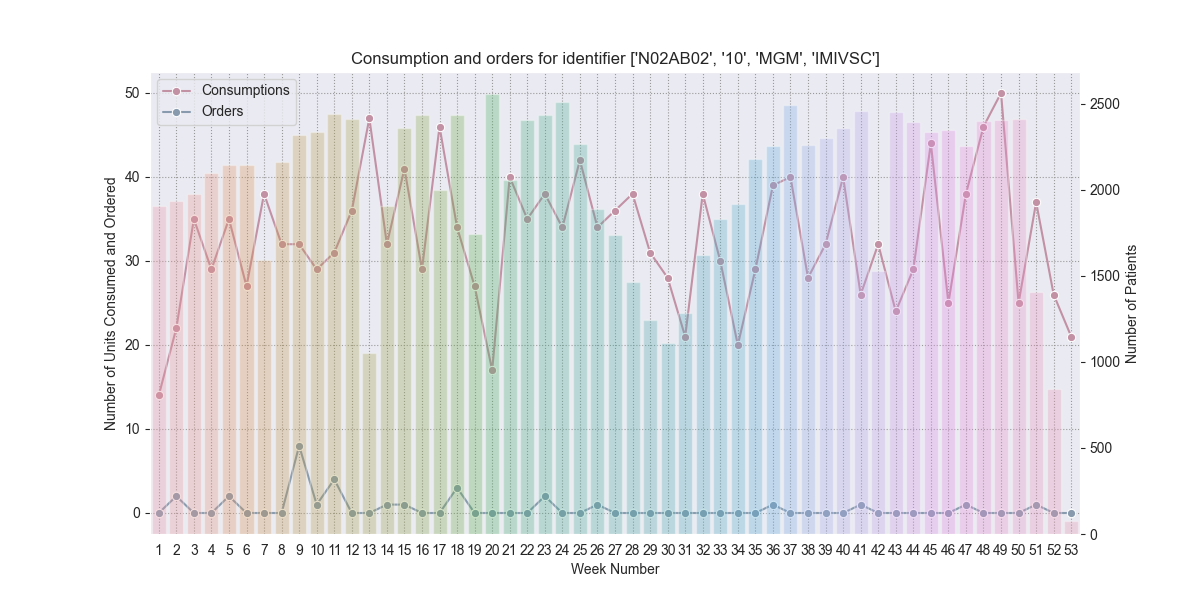 Consumption and orders for identifier ['N02AB02', '10', 'MGM', 'IMIVSC']
Consumptions
Orders
Number of Units Consumed and Ordered
50
40
30
20
10
0
Number of Patients
2500
2000
1500
1000
500
0
1 2 3 4 5 6 7 8 9 10 11 12 13 14 15 16 17 18 19 20 21 22 23 24 25 26 27 28 29 30 31 32 33 34 35 36 37 38 39 40 41 42 43 44 45 46 47 48 49 50 51 52 53
Week Number